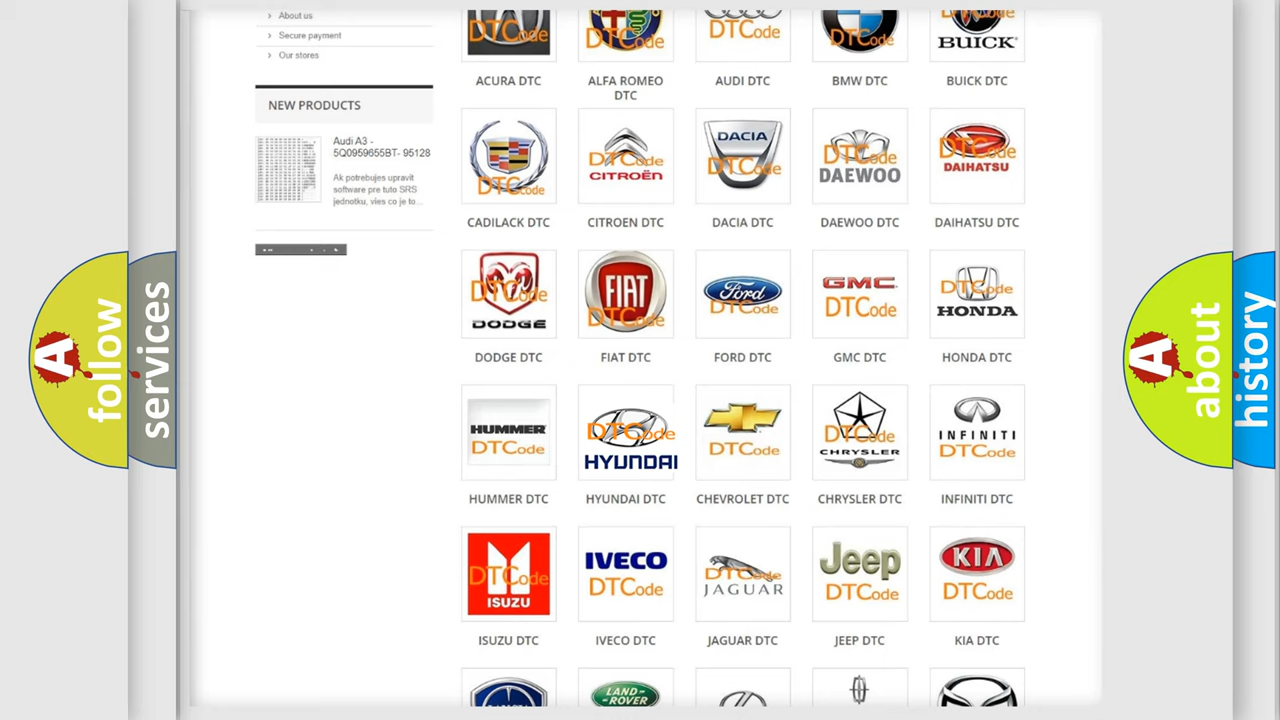 About us
Secure payment
Our stores
NEW PRODUCTS
Audi A3 -
5Q0959655BT- 95128
Ak potrebujes upravit
software pre tuto SRS
jednotku, vies co je to...
DTCode
DTCode
DTCode
DTCode
BUICK
ACURA DTC
ALFA ROMEO
DTC
AUDI DTC
BMW DTC
BUICK DTC
DTCode
DTCode
CITROËN
DACIA
DTCode
DTCode
DAEWOO
DTCode
DAIHATSU
CADILACK DTC
CITROEN DTC
DACIA DTC
DAEWOO DTC
DAIHATSU DTC
DTCode
DODGE
FIAT
DTCode
Ford
DTCode
GMC
DTCode
DTCode
HONDA
DODGE DTC
FIAT DTC
FORD DTC
GMC DTC
HONDA DTC
HUMMER
DTCode
DTCode
HYUNDAI
DTCode
DTCode
CHRYSLER
INFINITI
DTCode
HUMMER DTC
HYUNDAI DTC
CHEVROLET DTC
CHRYSLER DTC
INFINITI DTC
DTCode
ISUZU
IVECO
DTCode
DTCode
JAGUAR
Jeep
DTCode
KIA
DTCode
ISUZU DTC
IVECO DTC
JAGUAR DTC
JEEP DTC
KIA DTC
LAND-
ROVER
A
follow
services
A
about
history